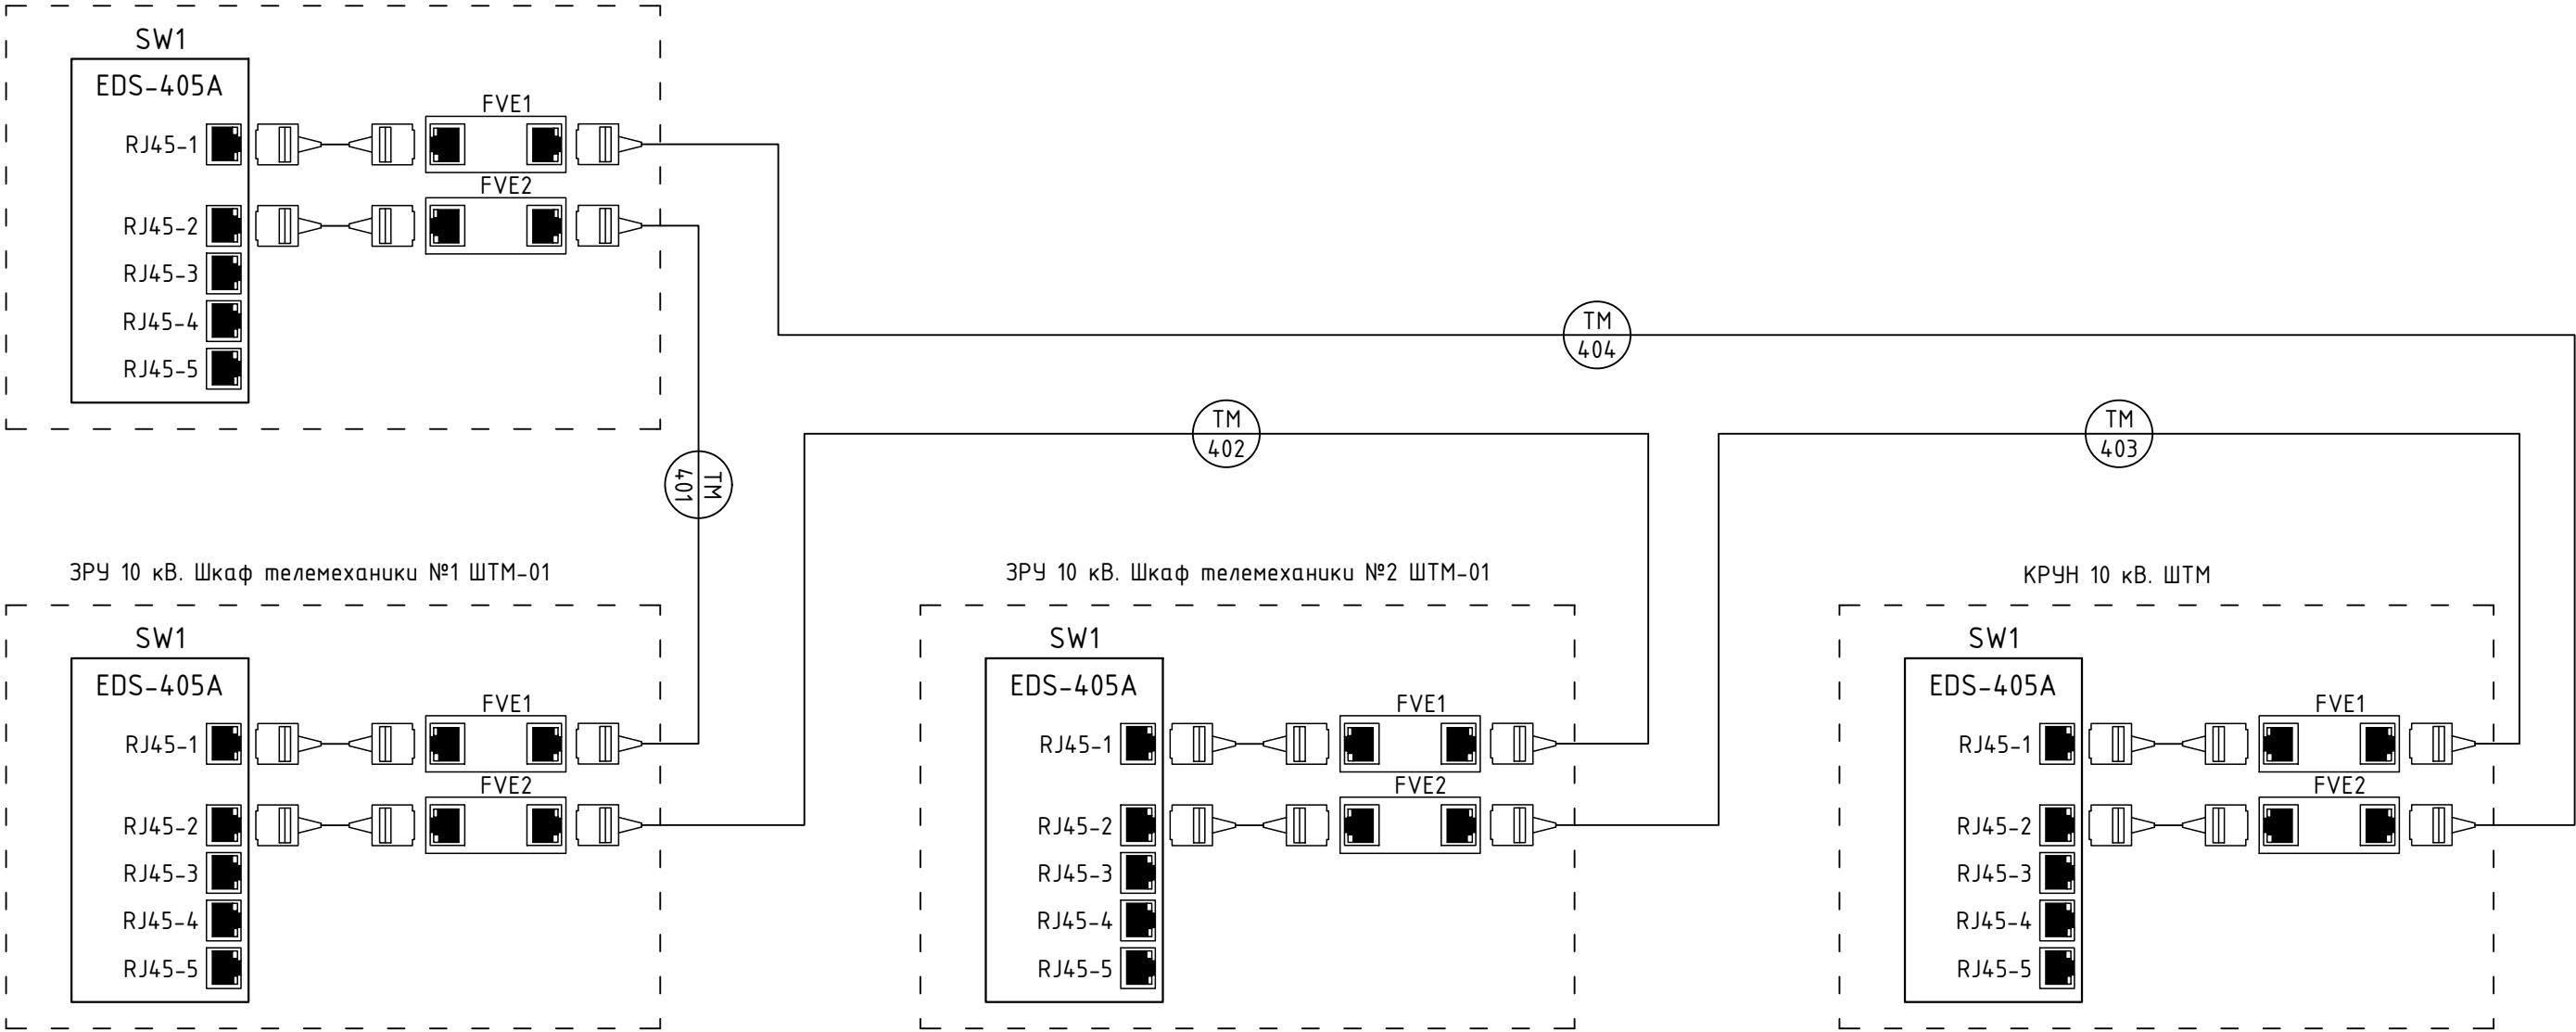 SW1
EDS-405A
FVE1
RJ45-1
FVE2
RJ45-2
RJ45-3
RJ45-4
RJ45-5
ТМ
404
ТМ
402
ТМ
403
ТМ
401
ЗРУ 10 кВ. Шкаф телемеханики №1 ШТМ-01
SW1
EDS-405A
FVE1
RJ45-1
FVE2
RJ45-2
RJ45-3
RJ45-4
RJ45-5
ЗРУ 10 кВ. Шкаф телемеханики №2 ШТМ-01
SW1
EDS-405A
FVE1
RJ45-1
FVE2
RJ45-2
RJ45-3
RJ45-4
RJ45-5
КРУН 10 кВ. ШТМ
SW1
EDS-405A
FVE1
RJ45-1
FVE2
RJ45-2
RJ45-3
RJ45-4
RJ45-5